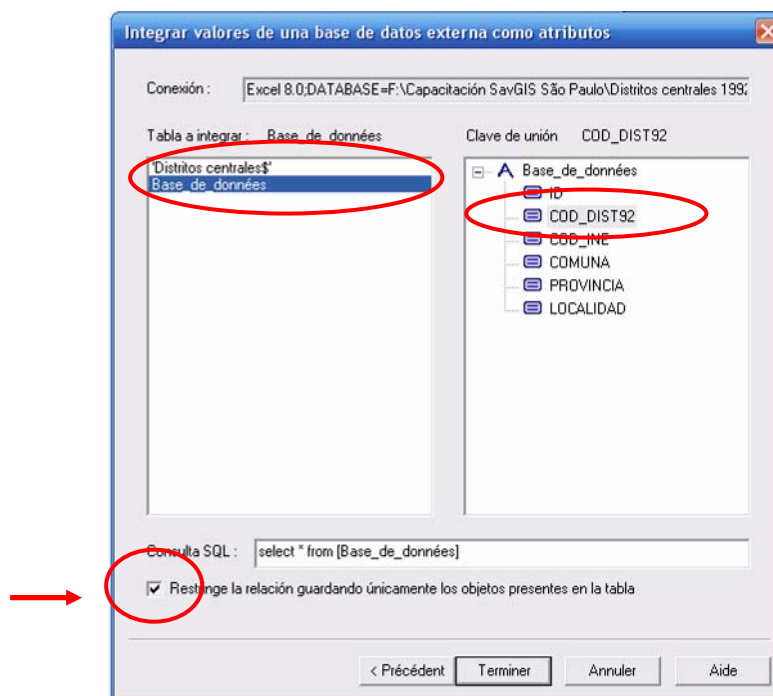 Integrar valores de una base de datos externa como atributos
Conexión : Excel 8.0;DATABASE=F:\Capacitación SavGIS São Paulo\Distritos centrales 1992
Tabla a integrar : Base_de_données Clave de unión COD_DIST92
'Distritos centrales$'
Base_de_données
Base_de_données
ID
COD_DIST92
COD_INE
COMUNA
PROVINCIA
LOCALIDAD
Consulta SQL : select * from [Base_de_données]
Restringe la relación guardando únicamente los objetos presentes en la tabla
< Précédent Terminer Annuler Aide